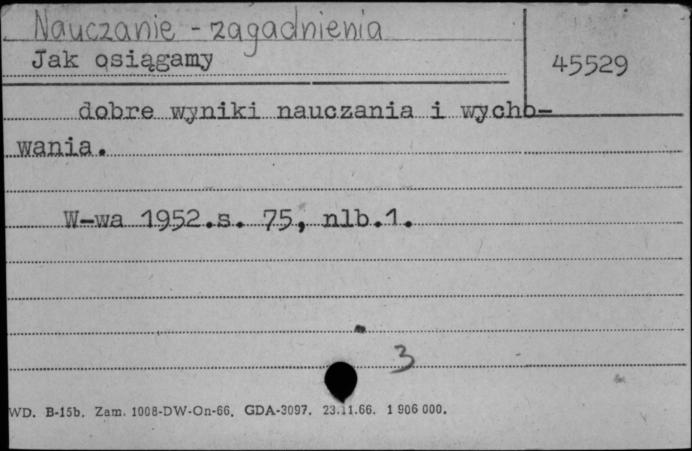 Nauczanie - zagadnienia
Jak osiągamy
45529
dobre wyniki nauczania i wycho-
wania.
W-wa 1952.s. 75, nlb.1.
3
WD. B-15b. Zam. 1008-DW-On-66. GDA-3097. 23.11.66. 1 906 000.